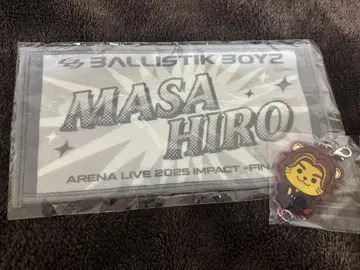 BALLISTIK BOYZ
MASA
HIRO
ARENA LIVE 2025 IMPACT -FINA